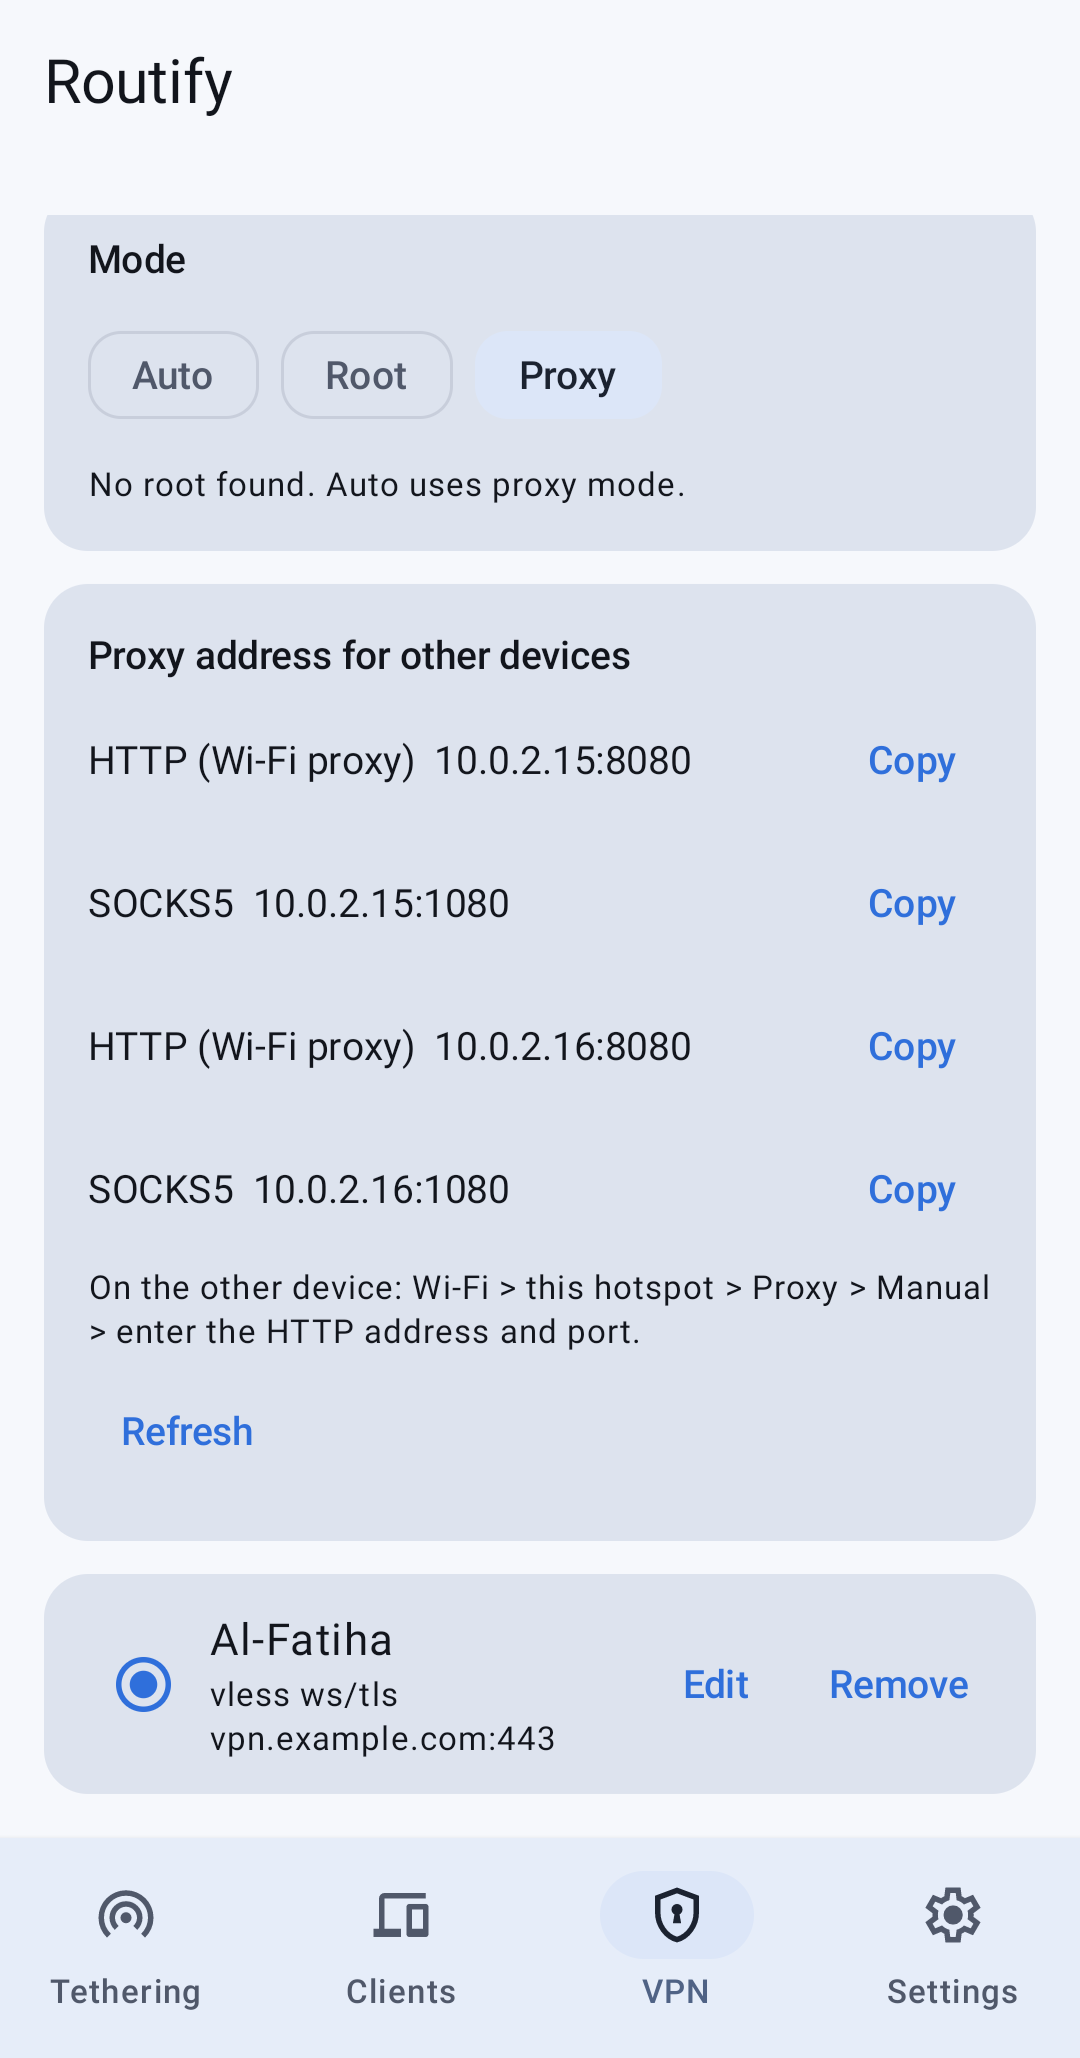 Routify
Mode
Auto
Root
Proxy
No root found. Auto uses proxy mode.
Proxy address for other devices
HTTP (Wi-Fi proxy) 10.0.2.15:8080
Copy
SOCKS5 10.0.2.15:1080
Copy
HTTP (Wi-Fi proxy) 10.0.2.16:8080
Copy
SOCKS5 10.0.2.16:1080
Copy
On the other device: Wi-Fi > this hotspot > Proxy > Manual
> enter the HTTP address and port.
Refresh
Al-Fatiha
vless ws/tls
vpn.example.com:443
Edit
Remove
Tethering
Clients
VPN
Settings